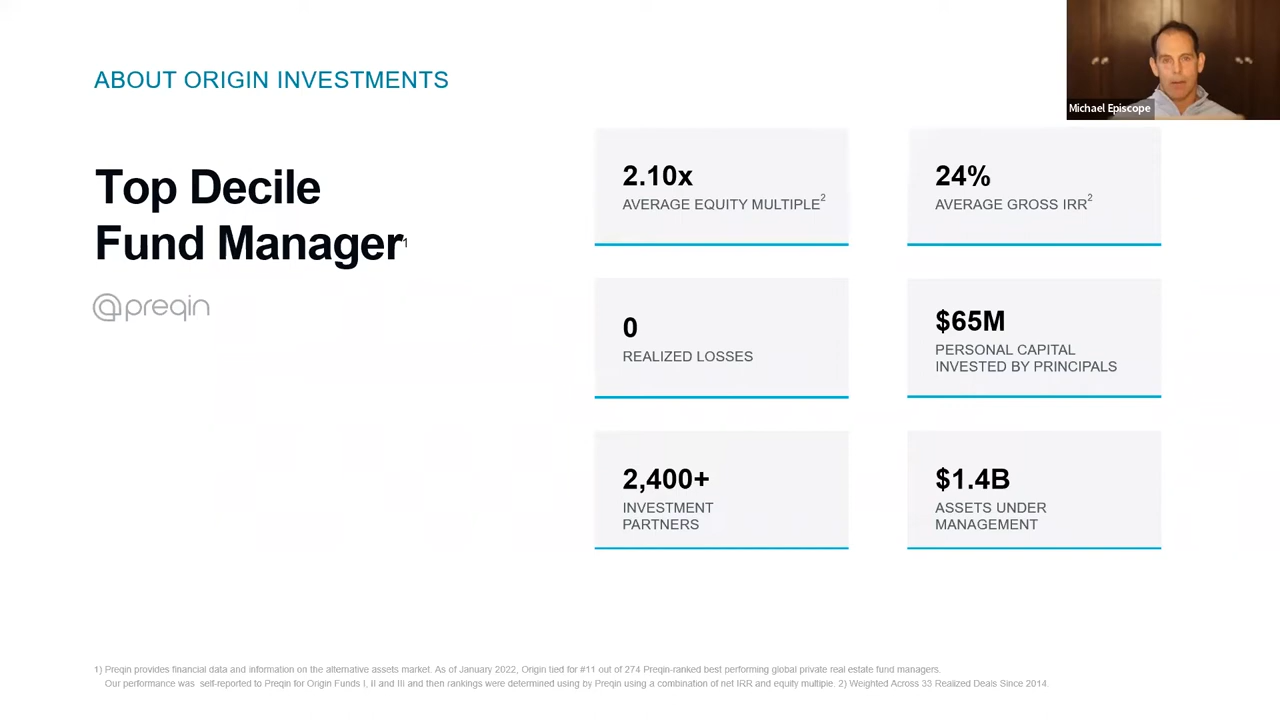 ABOUT ORIGIN INVESTMENTS
Michael Episcope
Top Decile
Fund Manager1
preqin
2.10x
AVERAGE EQUITY MULTIPLE2
24%
AVERAGE GROSS IRR2
0
REALIZED LOSSES
$65M
PERSONAL CAPITAL
INVESTED BY PRINCIPALS
2,400+
INVESTMENT
PARTNERS
$1.4B
ASSETS UNDER
MANAGEMENT
1) Preqin provides financial data and information on the alternative assets market. As of January 2022, Origin tied for #11 out of 274 Preqin-ranked best performing global private real estate fund managers.
Our performance was self-reported to Preqin for Origin Funds I, II and III and then rankings were determined using by Preqin using a combination of net IRR and equity multiple. 2) Weighted Across 33 Realized Deals Since 2014.